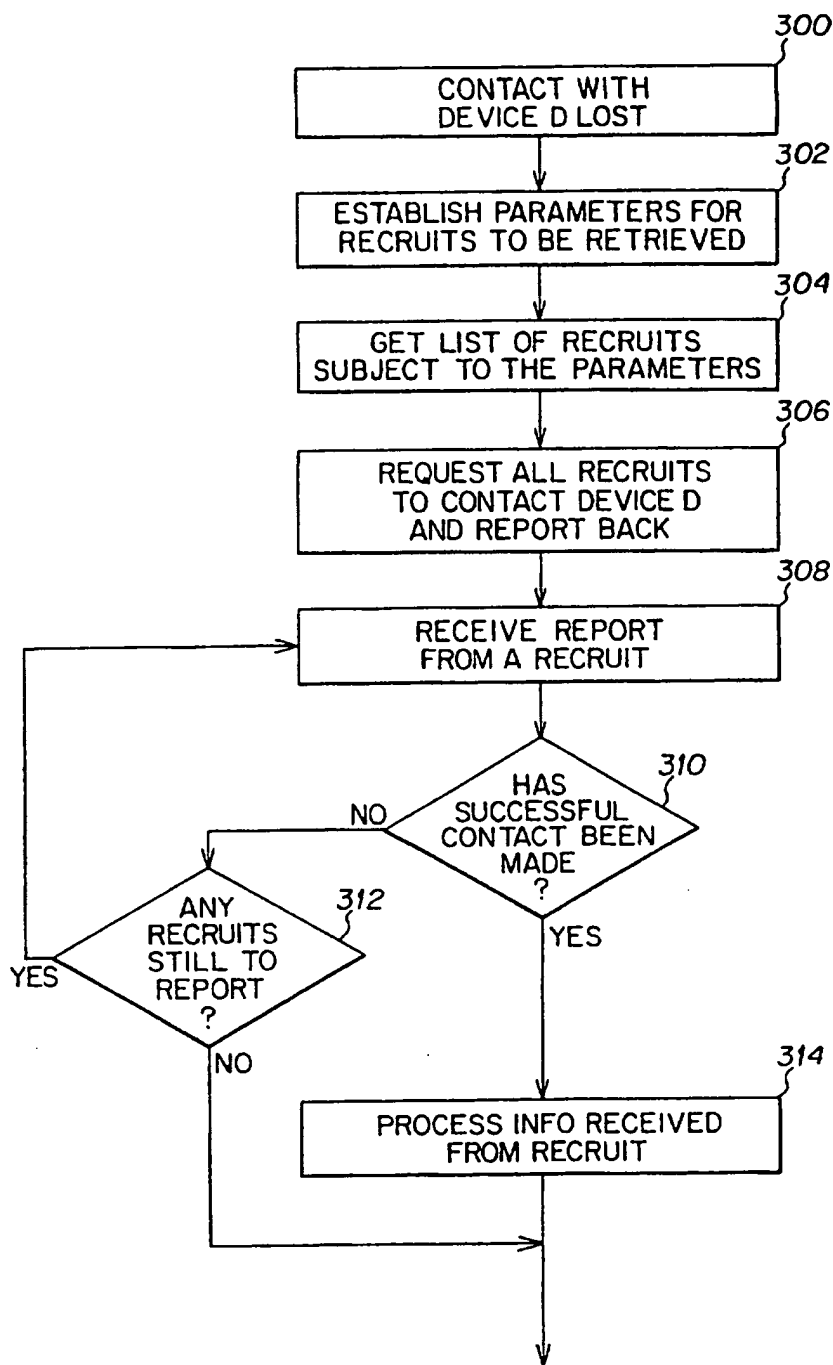 300
CONTACT WITH
DEVICE D LOST
302
ESTABLISH PARAMETERS FOR
RECRUITS TO BE RETRIEVED
304
GET LIST OF RECRUITS
SUBJECT TO THE PARAMETERS
306
REQUEST ALL RECRUITS
TO CONTACT DEVICE D
AND REPORT BACK
308
RECEIVE REPORT
FROM A RECRUIT
310
HAS
SUCCESSFUL
CONTACT BEEN
MADE
?
NO
YES
312
ANY
RECRUITS
STILL TO
REPORT
?
YES
NO
314
PROCESS INFO RECEIVED
FROM RECRUIT